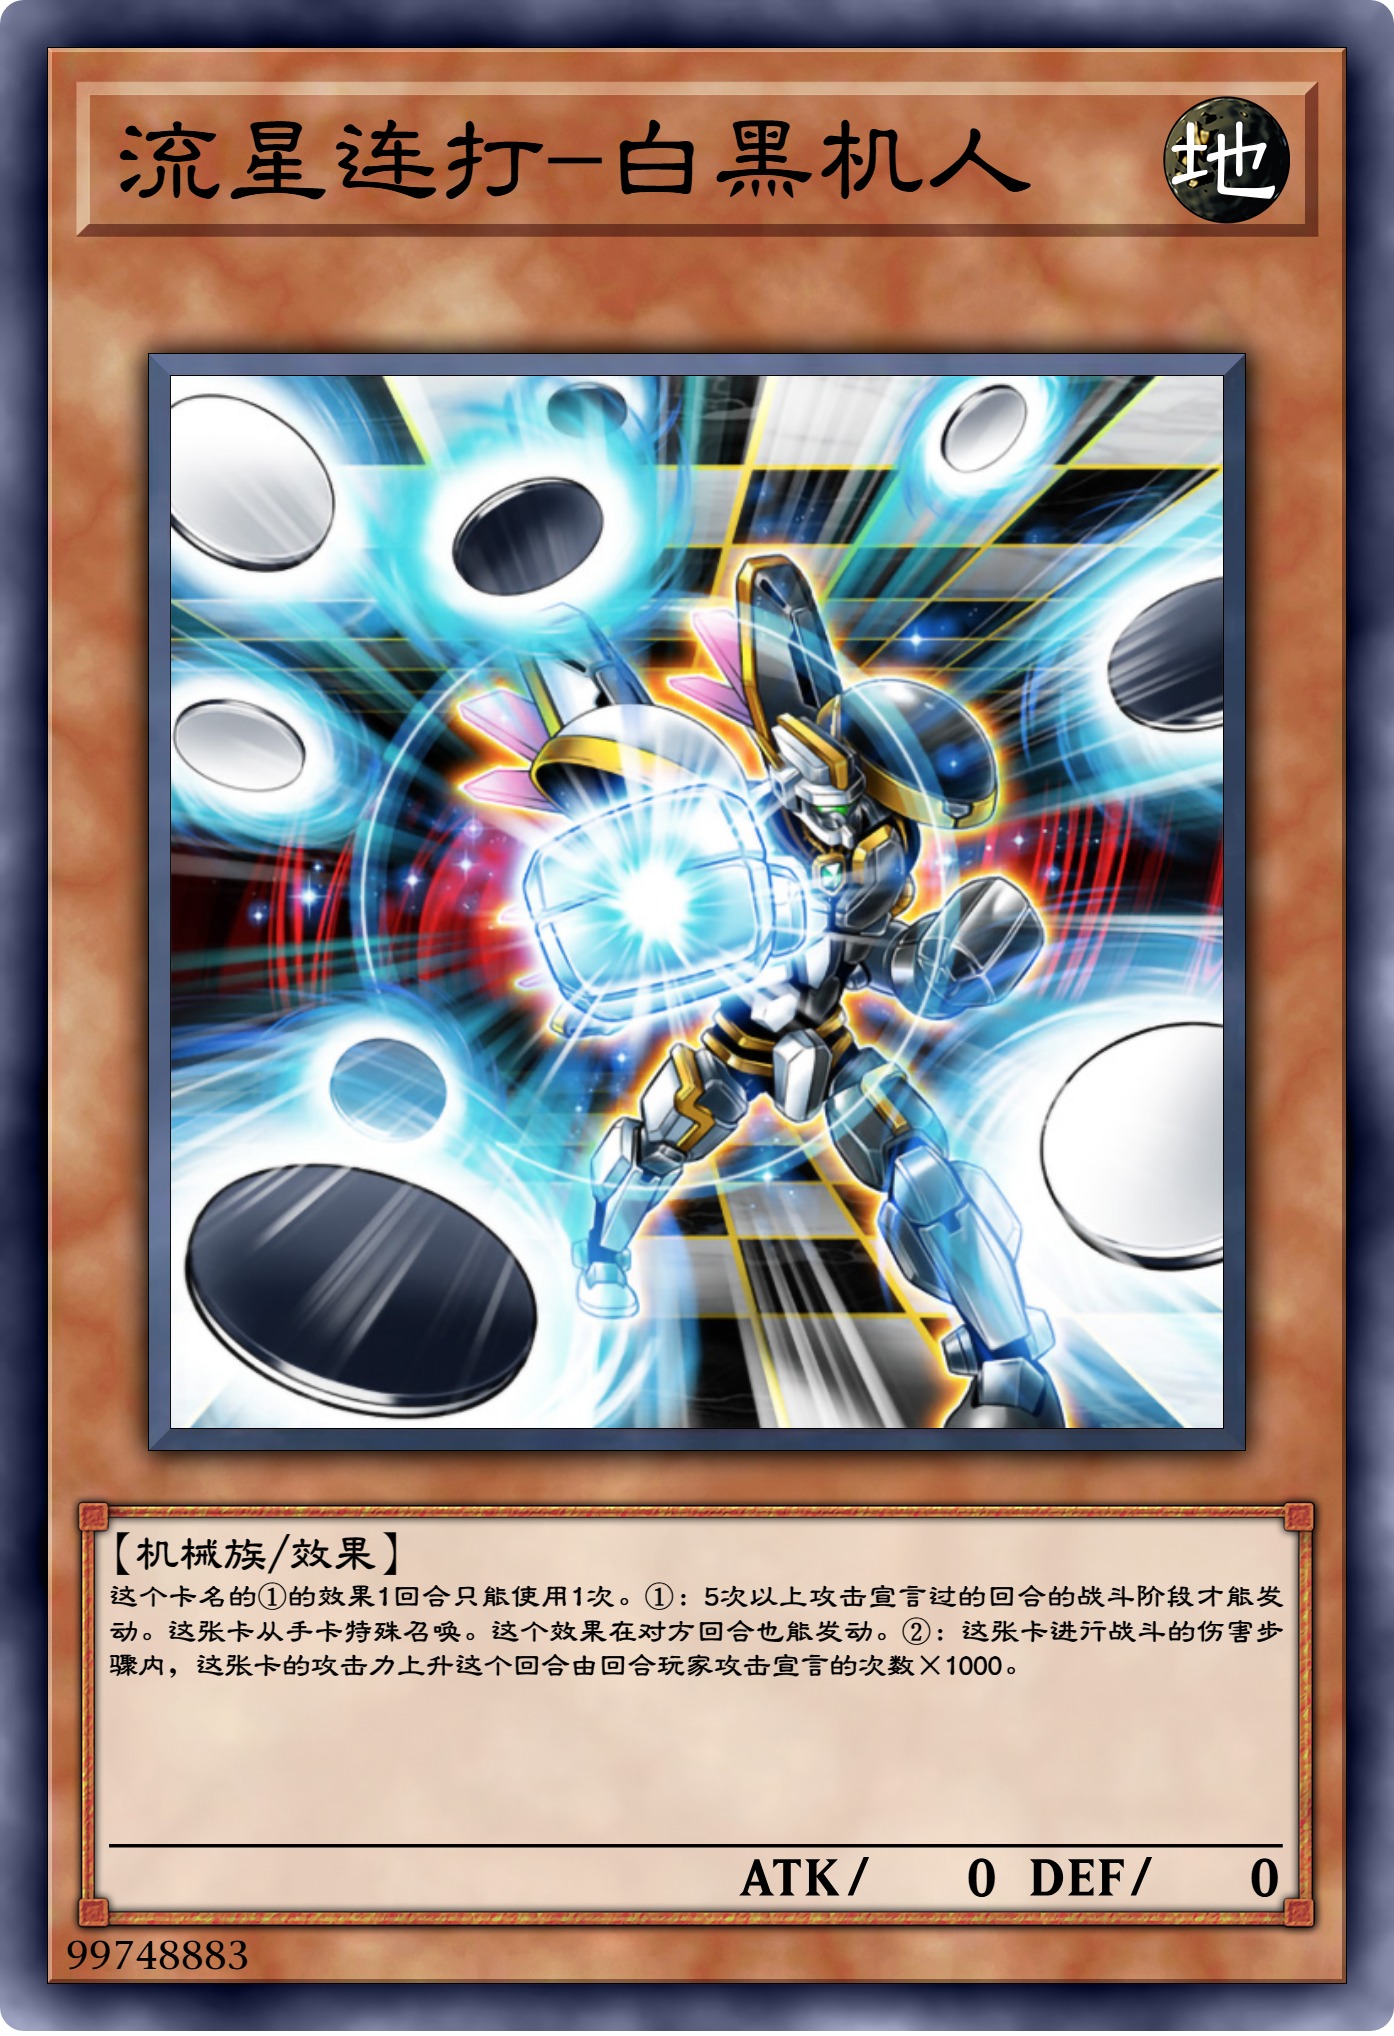 流星连打-白黑机人
地
【机械族/效果】
这个卡名的①的效果1回合只能使用1次。①：5次以上攻击宣言过的回合的战斗阶段才能发
动。这张卡从手卡特殊召唤。这个效果在对方回合也能发动。②：这张卡进行战斗的伤害步
骤内，这张卡的攻击力上升这个回合由回合玩家攻击宣言的次数×1000。
ATK/ 0 DEF/ 0
99748883